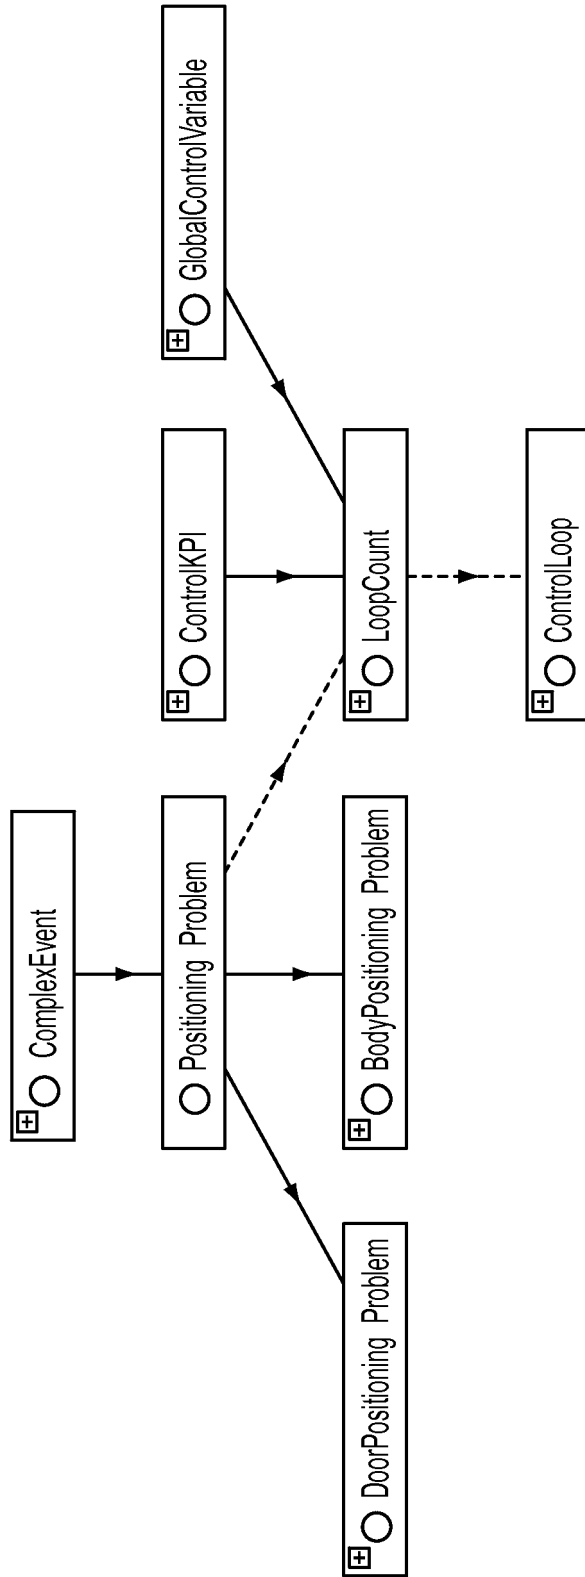 ComplexEvent
Positioning Problem
ControlKPI
GlobalControlVariable
DoorPositioning Problem
BodyPositioning Problem
LoopCount
ControlLoop